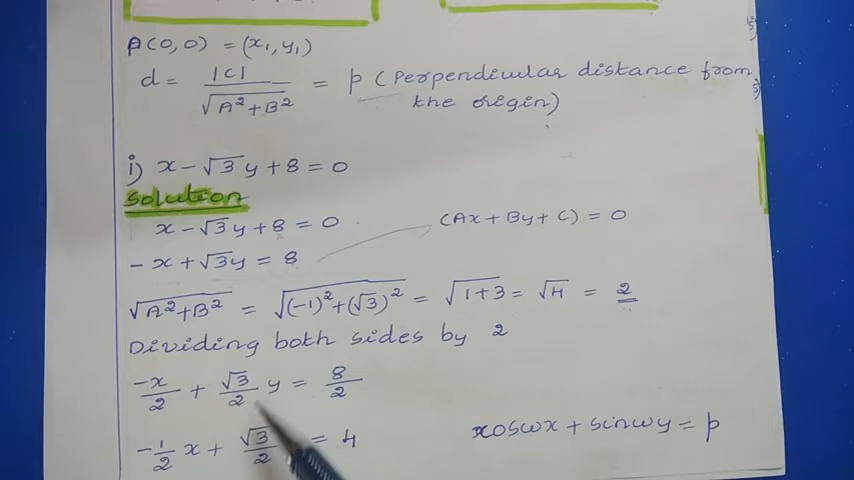 A(0,0) = (x₁, y₁)
d = |C| / √(A²+B²) = p (Perpendicular distance from
the origin)
i) x - √3 y + 8 = 0
Solution
x - √3 y + 8 = 0 (Ax + By + C) = 0
- x + √3 y = 8
√(A²+B²) = √((-1)²+(√3)²) = √(1+3) = √4 = 2
Dividing both sides by 2
-x/2 + √3/2 y = 8/2
-1/2 x + √3/2 = 4 xcosωx + sinωy = p